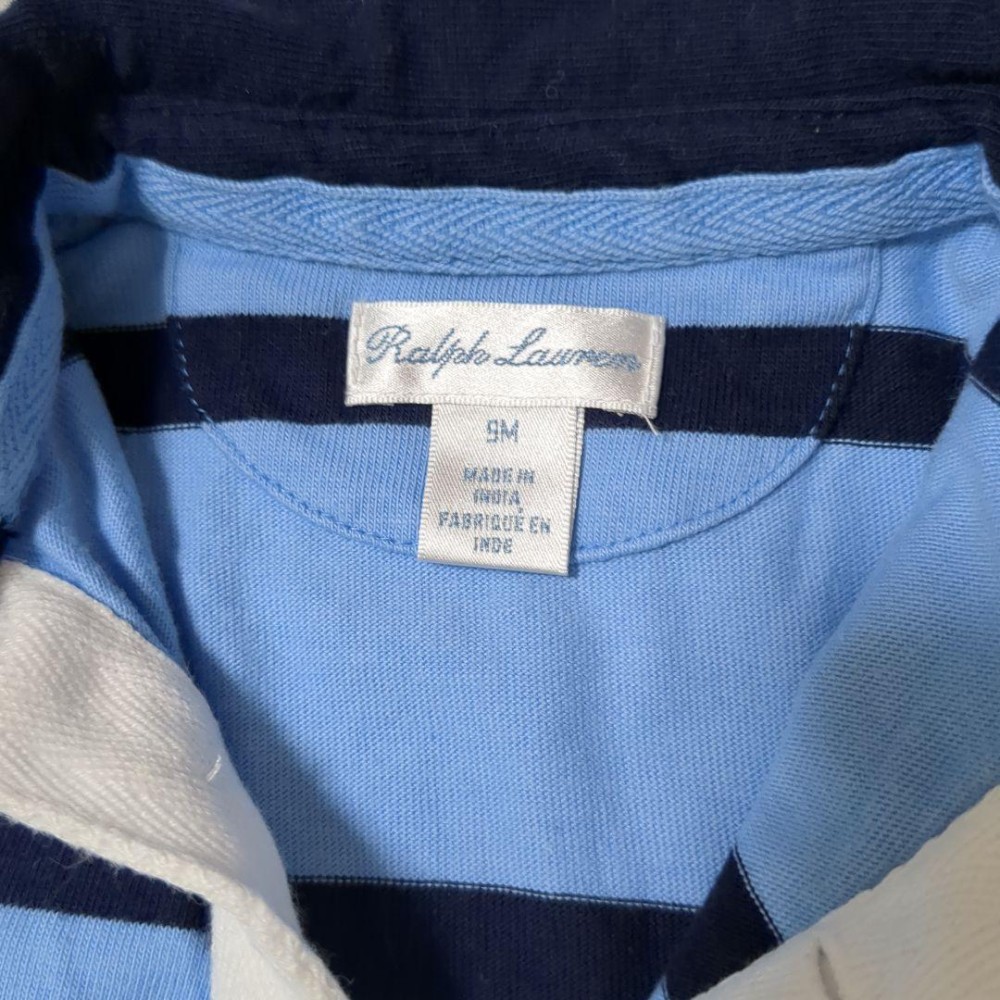 Ralph Lauren
9M
MADE IN
INDIA
FABRIQUÉ EN
INDE